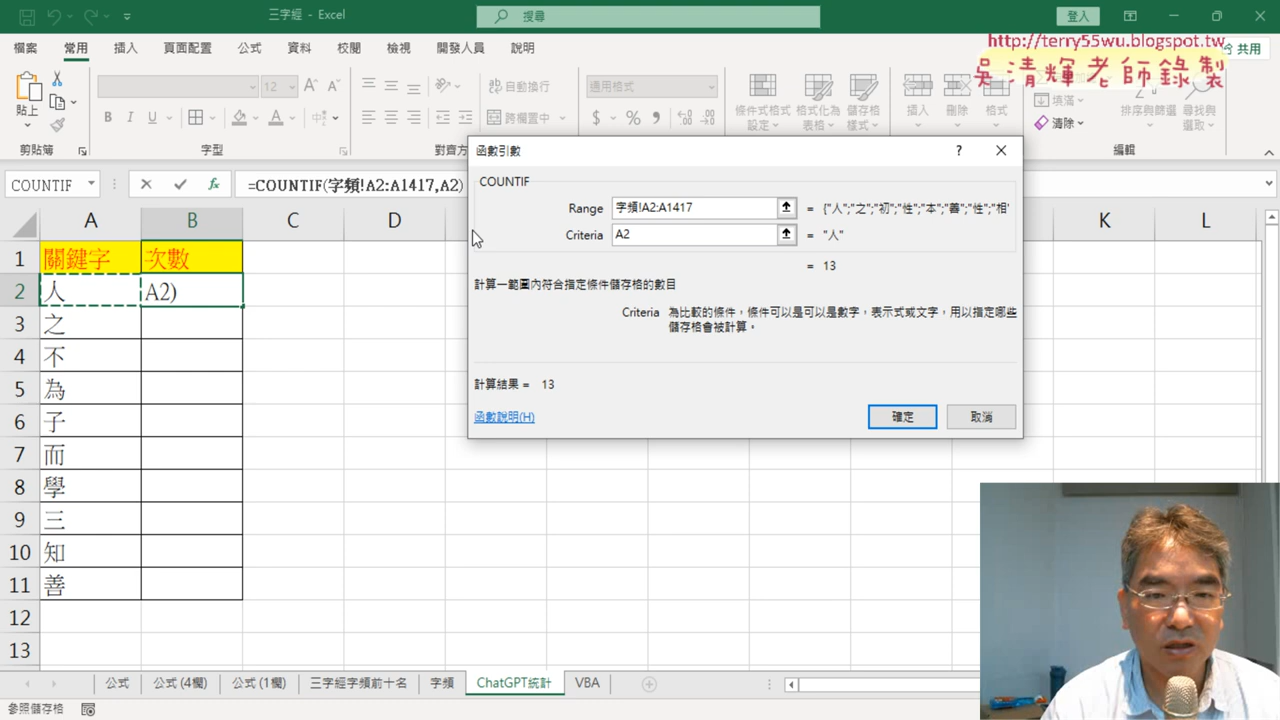 三字經 - Excel
搜尋
登入
檔案 常用 插入 頁面配置 公式 資料 校閱 檢視 開發人員 說明
共用
http://terry55wu.blogspot.tw
吳清輝老師錄製
貼上
12
自動換行
跨欄置中
通用格式
條件式格式設定
格式化為表格
儲存格樣式
插入
刪除
格式
填滿
清除
排序與篩選
尋找與選取
剪貼簿
字型
對齊方
編輯
COUNTIF
=COUNTIF(字頻!A2:A1417,A2)
A B C D K L
1 關鍵字 次數
2 人 A2)
3 之
4 不
5 為
6 子
7 而
8 學
9 三
10 知
11 善
12
13
函數引數
?
COUNTIF
Range 字頻!A2:A1417 = {"人";"之";"初";"性";"本";"善";"性";"相"
Criteria A2 = "人"
= 13
計算一範圍內符合指定條件儲存格的數目
Criteria 為比較的條件，條件可以是可以是數字，表示式或文字，用以指定哪些
儲存格會被計算。
計算結果 = 13
函數說明(H)
確定
取消
公式 公式 (4欄) 公式 (1欄) 三字經字頻前十名 字頻 ChatGPT統計 VBA
參照儲存格